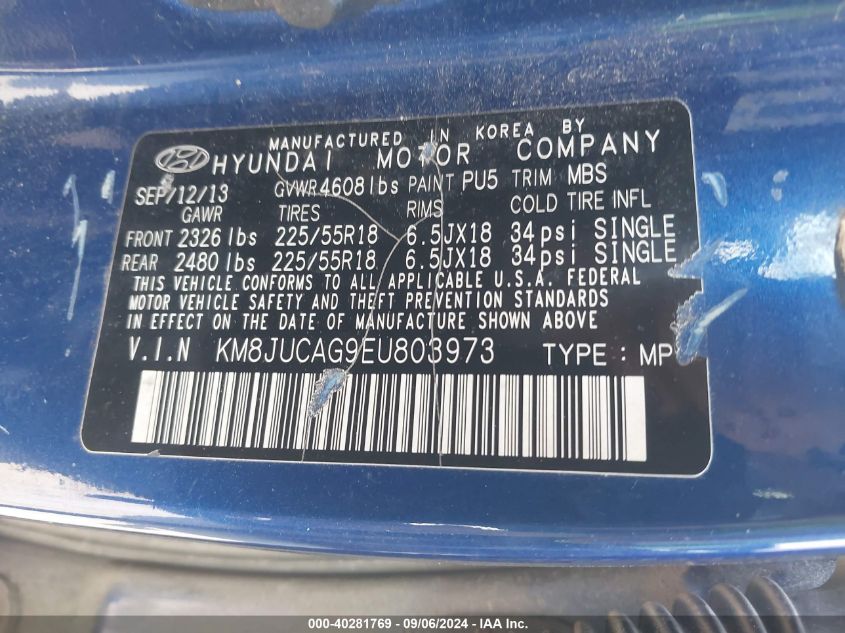 MANUFACTURED IN KOREA BY
HYUNDAI MOTOR COMPANY
SEP/12/13 GVWR 4608lbs PAINT PU5 TRIM MBS
GAWR TIRES RIMS COLD TIRE INFL
FRONT 2326 lbs 225/55R18 6.5JX18 34psi SINGLE
REAR 2480 lbs 225/55R18 6.5JX18 34psi SINGLE
THIS VEHICLE CONFORMS TO ALL APPLICABLE U.S.A. FEDERAL
MOTOR VEHICLE SAFETY AND THEFT PREVENTION STANDARDS
IN EFFECT ON THE DATE OF MANUFACTURE SHOWN ABOVE
V.I.N KM8JUCAG9EU803973 TYPE : MP
000-40281769 - 09/06/2024 - IAA Inc.